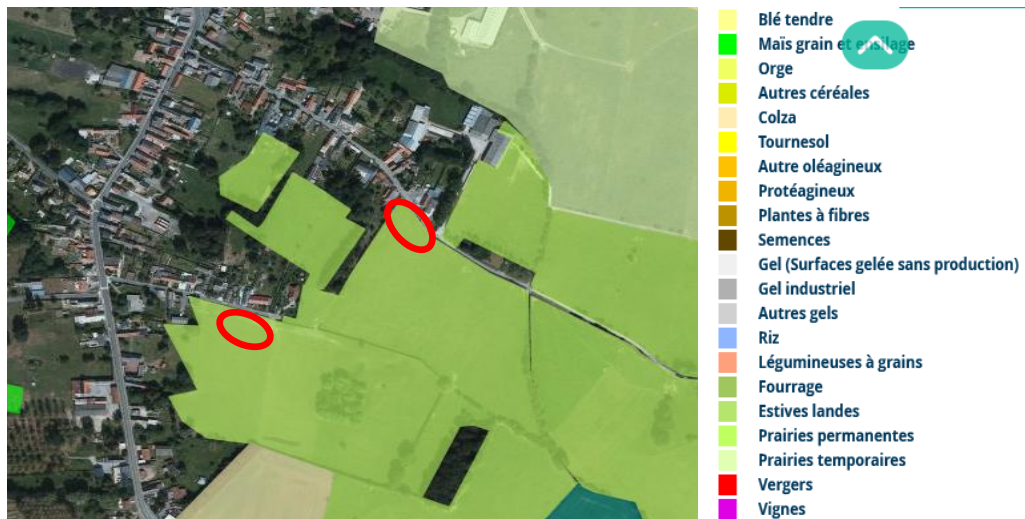 Blé tendre
Maïs grain et ensilage
Orge
Autres céréales
Colza
Tournesol
Autre oléagineux
Protéagineux
Plantes à fibres
Semences
Gel (Surfaces gelée sans production)
Gel industriel
Autres gels
Riz
Légumineuses à grains
Fourrage
Estives landes
Prairies permanentes
Prairies temporaires
Vergers
Vignes